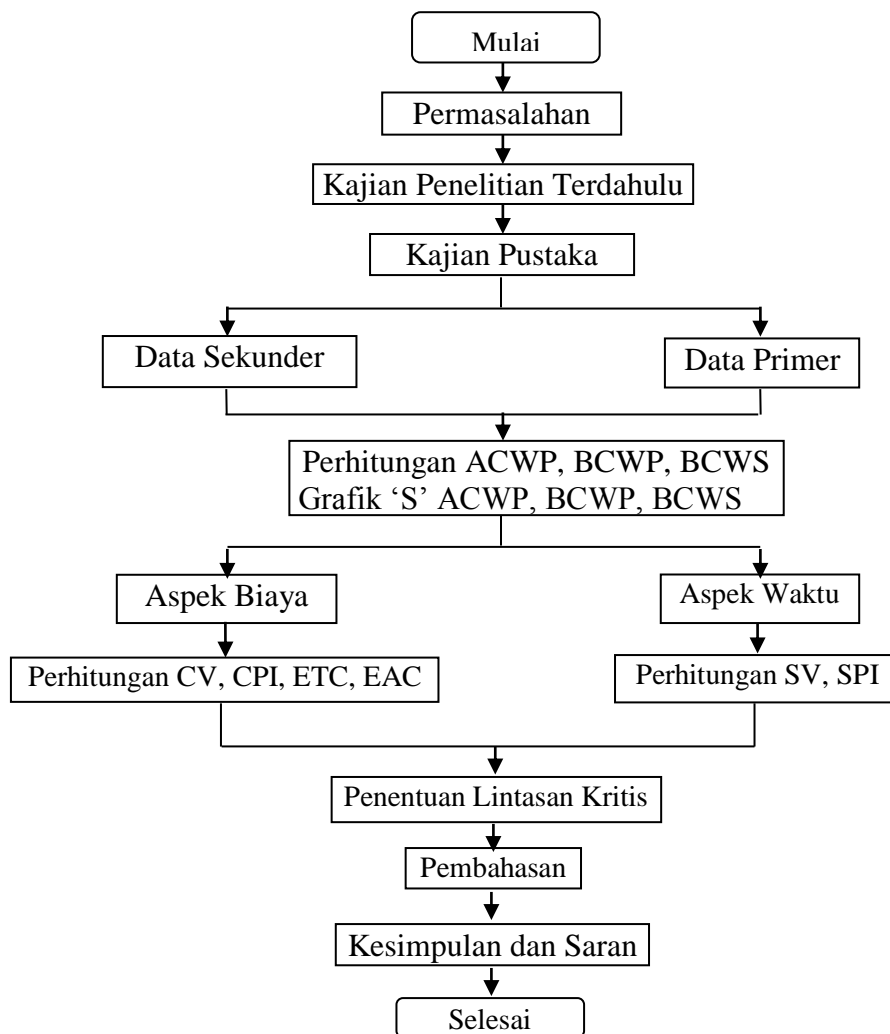 Mulai
Permasalahan
Kajian Penelitian Terdahulu
Kajian Pustaka
Data Sekunder
Data Primer
Perhitungan ACWP, BCWP, BCWS
Grafik ‘S’ ACWP, BCWP, BCWS
Aspek Biaya
Aspek Waktu
Perhitungan CV, CPI, ETC, EAC
Perhitungan SV, SPI
Penentuan Lintasan Kritis
Pembahasan
Kesimpulan dan Saran
Selesai